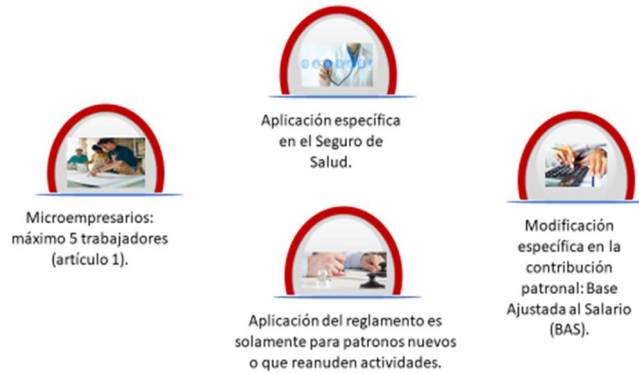 Aplicación específica
en el Seguro de
Salud.
Microempresarios:
máximo 5 trabajadores
(artículo 1).
Modificación
específica en la
contribución
patronal: Base
Ajustada al Salario
(BAS).
Aplicación del reglamento es
solamente para patronos nuevos
o que reanuden actividades.